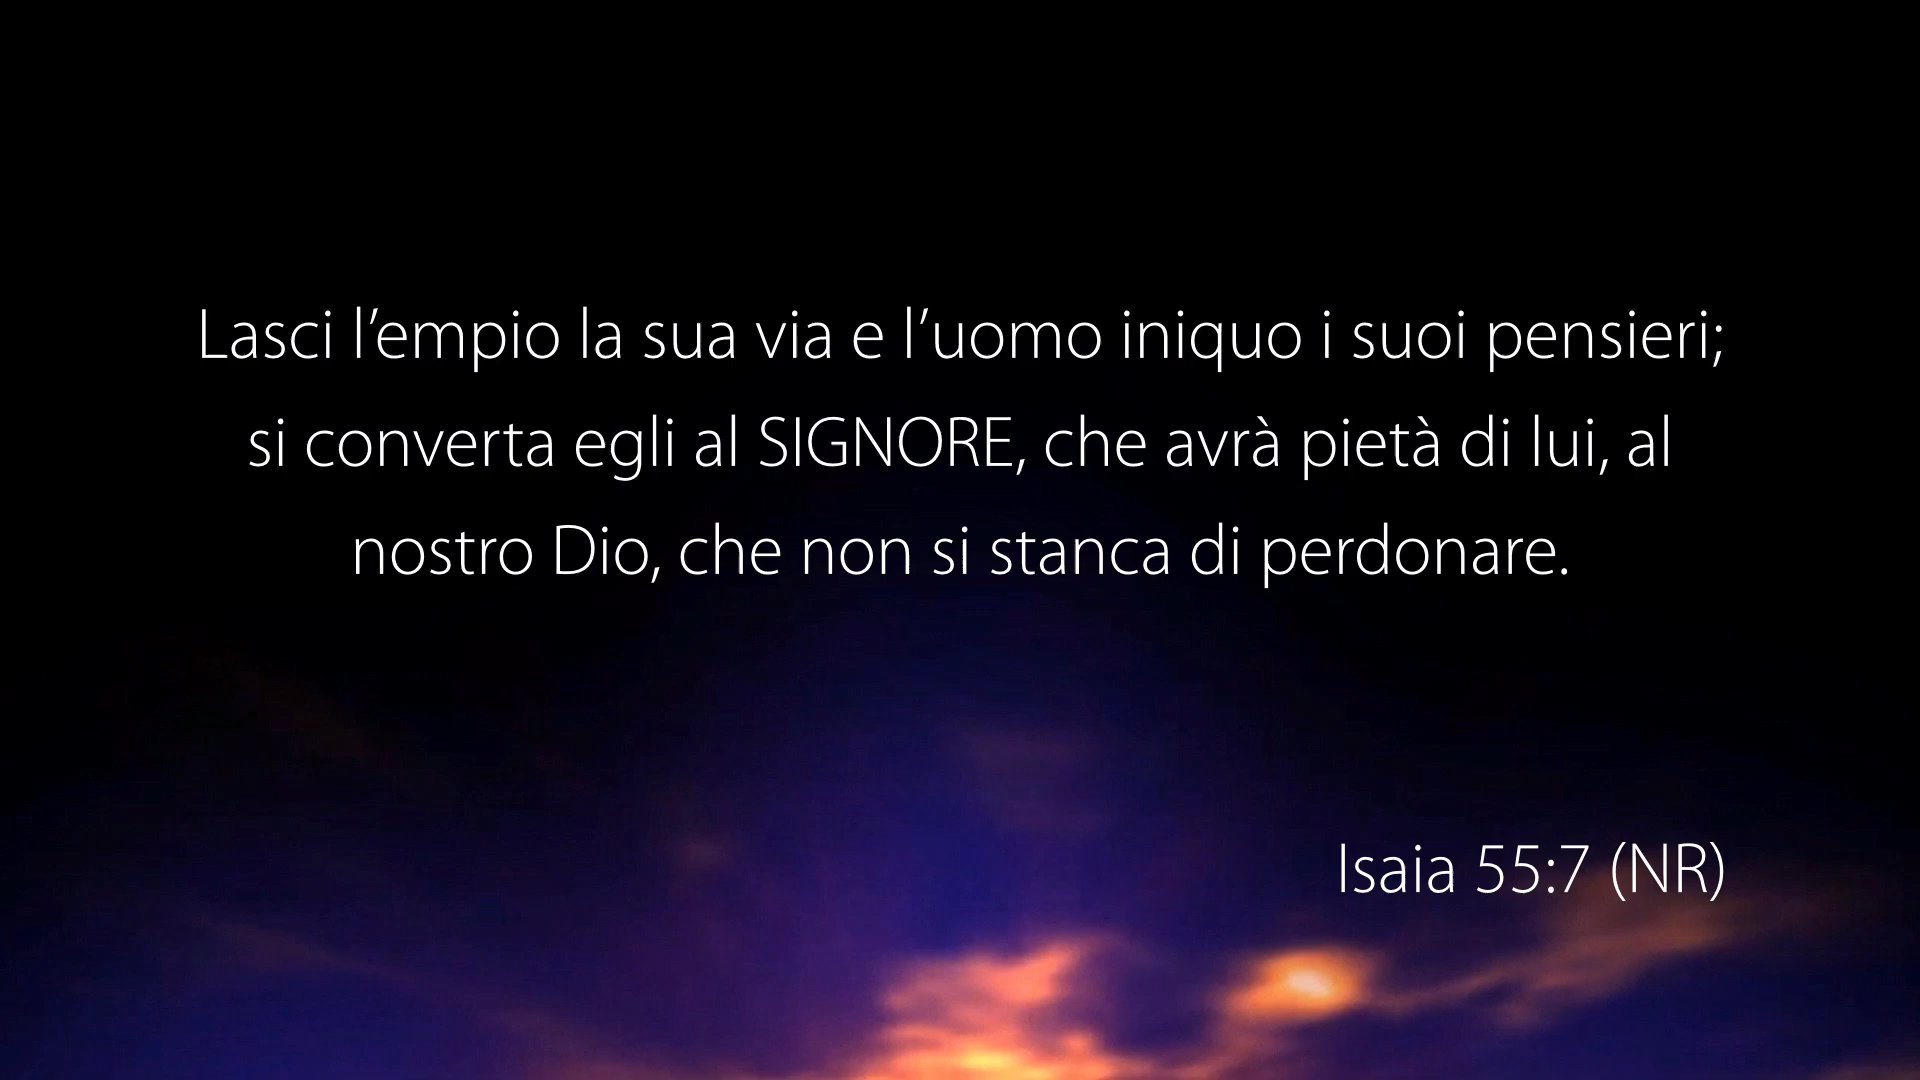 Lasci l’empio la sua via e l’uomo iniquo i suoi pensieri;
si converta egli al SIGNORE, che avrà pietà di lui, al
nostro Dio, che non si stanca di perdonare.
Isaia 55:7 (NR)